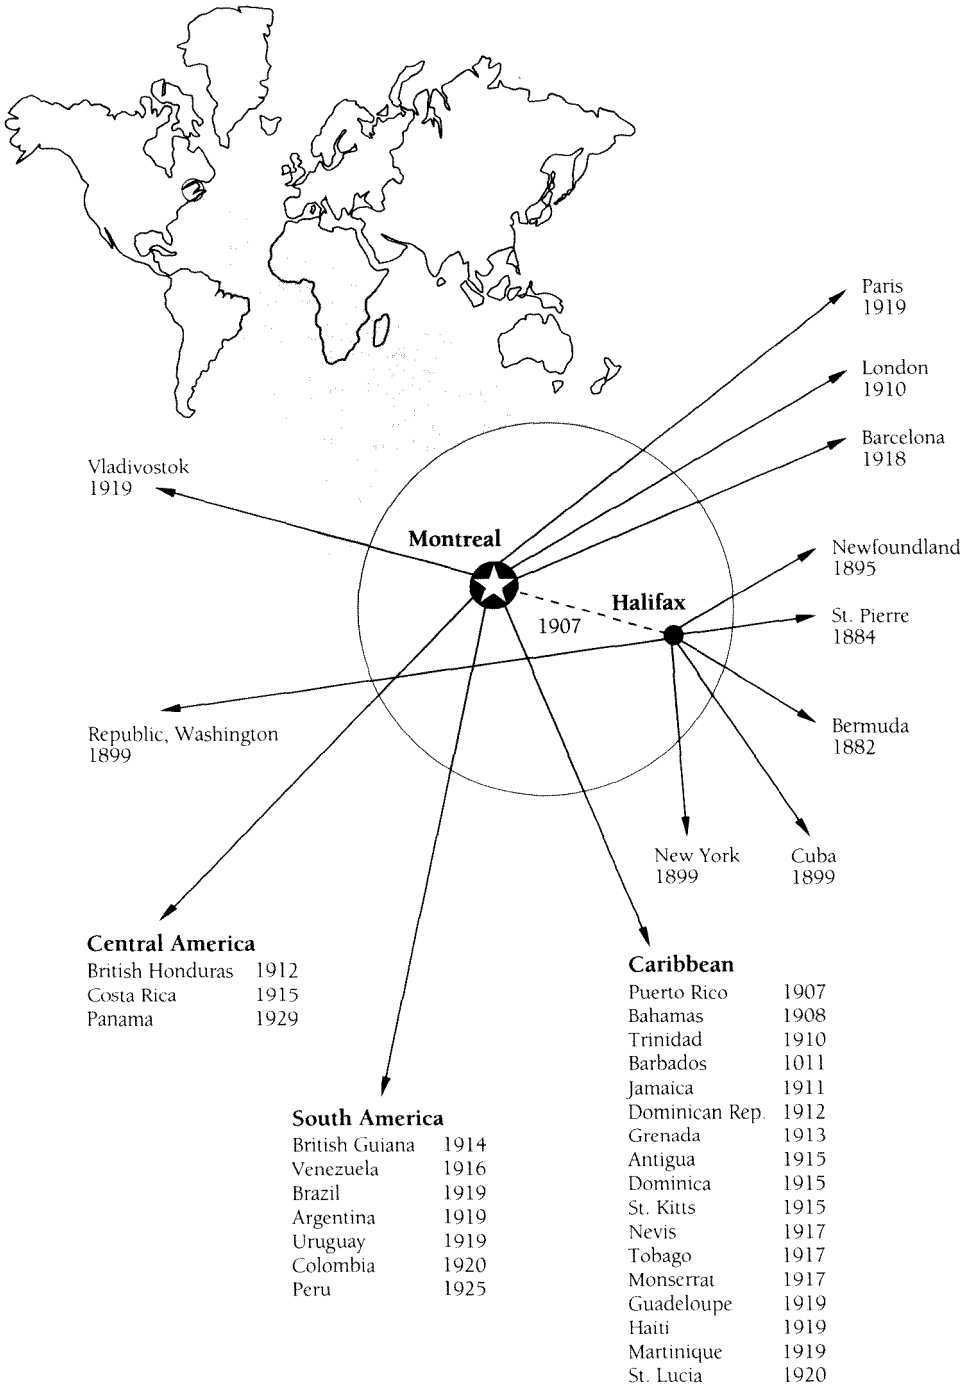 Paris
1919
London
1910
Barcelona
1918
Vladivostok
1919
Montreal
Newfoundland
1895
Halifax
1907
St. Pierre
1884
Republic, Washington
1899
Bermuda
1882
New York
1899
Cuba
1899
Central America
British Honduras 1912
Costa Rica 1915
Panama 1929
South America
British Guiana 1914
Venezuela 1916
Brazil 1919
Argentina 1919
Uruguay 1919
Colombia 1920
Peru 1925
Caribbean
Puerto Rico 1907
Bahamas 1908
Trinidad 1910
Barbados 1011
Jamaica 1911
Dominican Rep. 1912
Grenada 1913
Antigua 1915
Dominica 1915
St. Kitts 1915
Nevis 1917
Tobago 1917
Monserrat 1917
Guadeloupe 1919
Haiti 1919
Martinique 1919
St. Lucia 1920